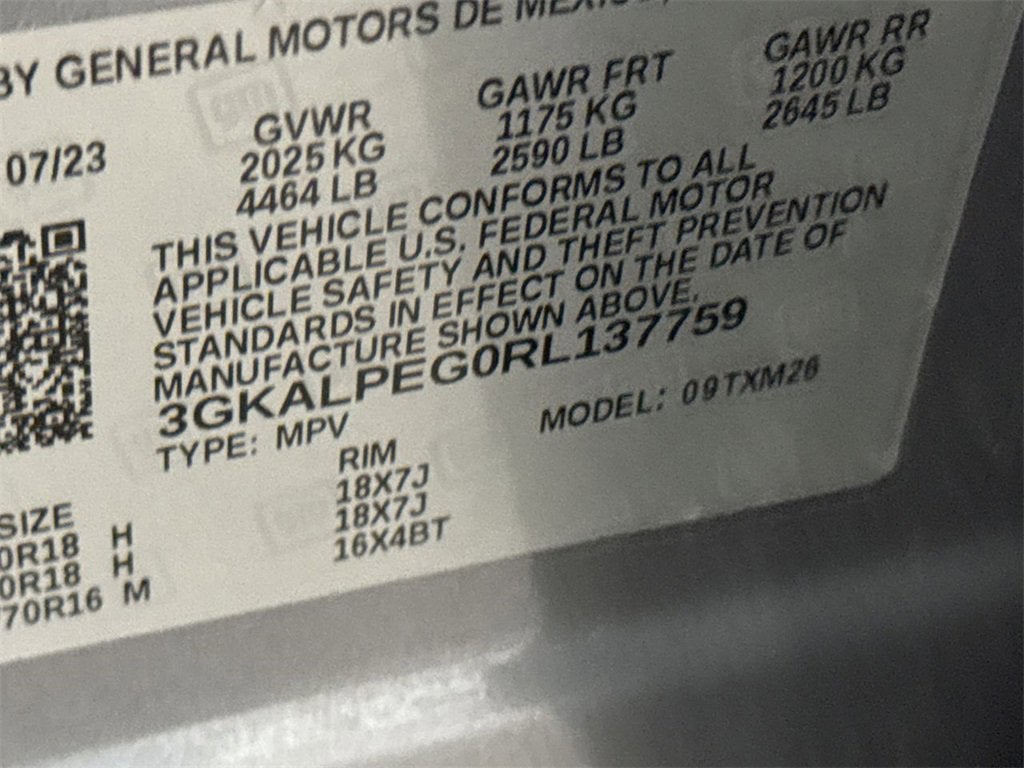 BY GENERAL MOTORS DE
07/23
GVWR
2025 KG
4464 LB
GAWR FRT
1175 KG
2590 LB
GAWR RR
1200 KG
2645 LB
THIS VEHICLE CONFORMS TO ALL
APPLICABLE U.S. FEDERAL MOTOR
VEHICLE SAFETY AND THEFT PREVENTION
STANDARDS IN EFFECT ON THE DATE OF
MANUFACTURE SHOWN ABOVE.
3GKALPEG0RL137759
TYPE: MPV
MODEL: 09TXM26
SIZE
0R18 H
0R18 H
70R16 M
RIM
18X7J
18X7J
16X4BT